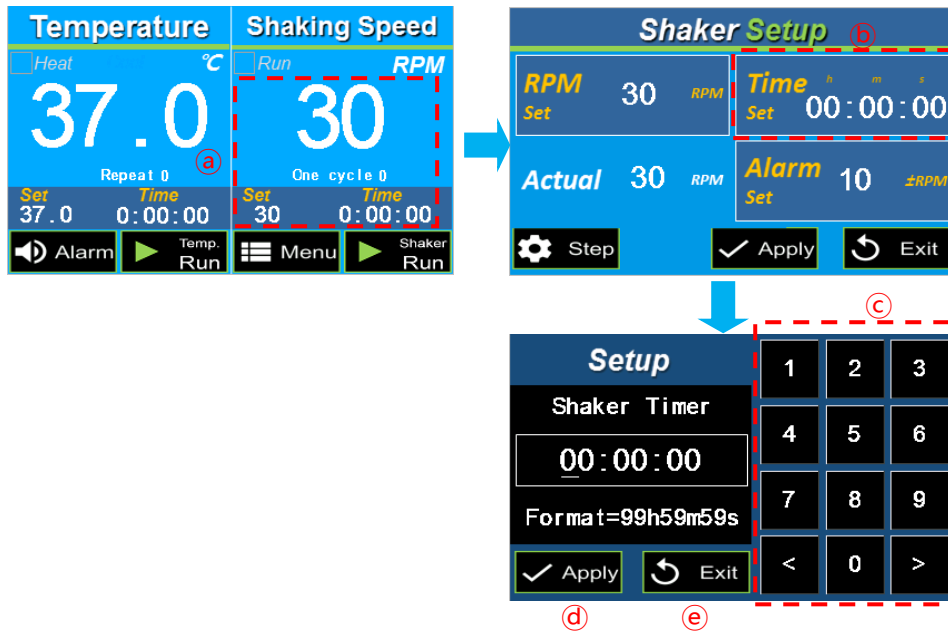 Temperature
Heat ℃
37.0
ⓐ
Repeat 0
Set Time
37.0 0:00:00
Alarm
Temp.
Run
Shaking Speed
Run RPM
30
One cycle 0
Set Time
30 0:00:00
Menu
Shaker
Run
Shaker Setup
ⓑ
RPM
Set
30 RPM
Time
Set
h m s
00:00:00
Actual 30 RPM
Alarm
Set
10 ±RPM
Step
Apply
Exit
ⓒ
Setup
Shaker Timer
00:00:00
Format=99h59m59s
Apply
Exit
ⓓ
ⓔ
1 2 3
4 5 6
7 8 9
< 0 >